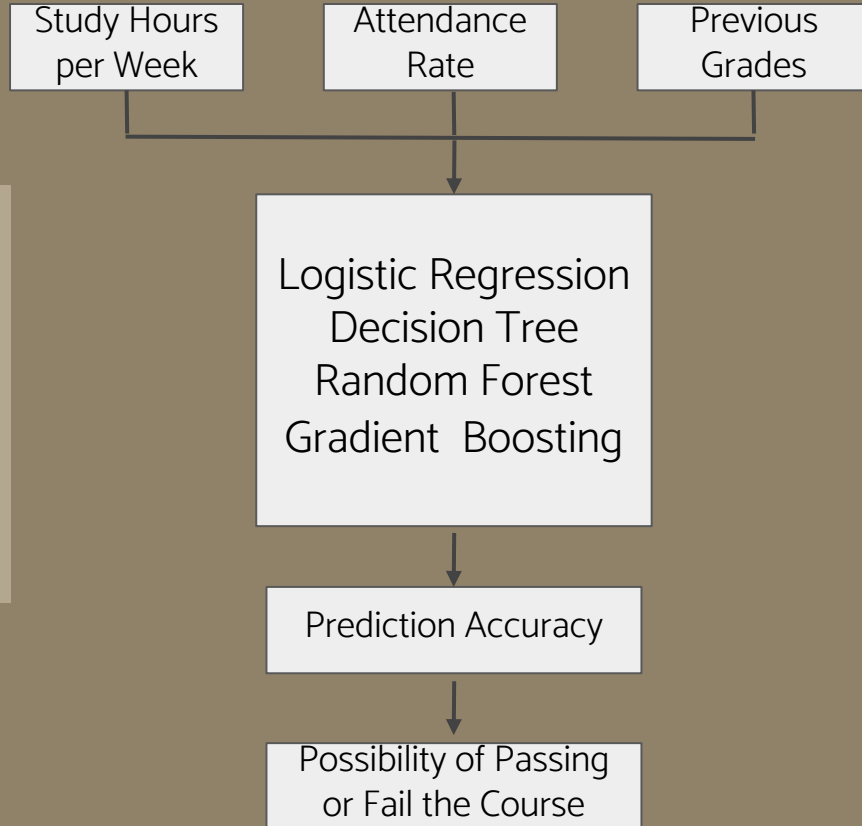 Study Hours
per Week
Attendance
Rate
Previous
Grades
Logistic Regression
Decision Tree
Random Forest
Gradient  Boosting
Prediction Accuracy
Possibility of Passing
or Fail the Course